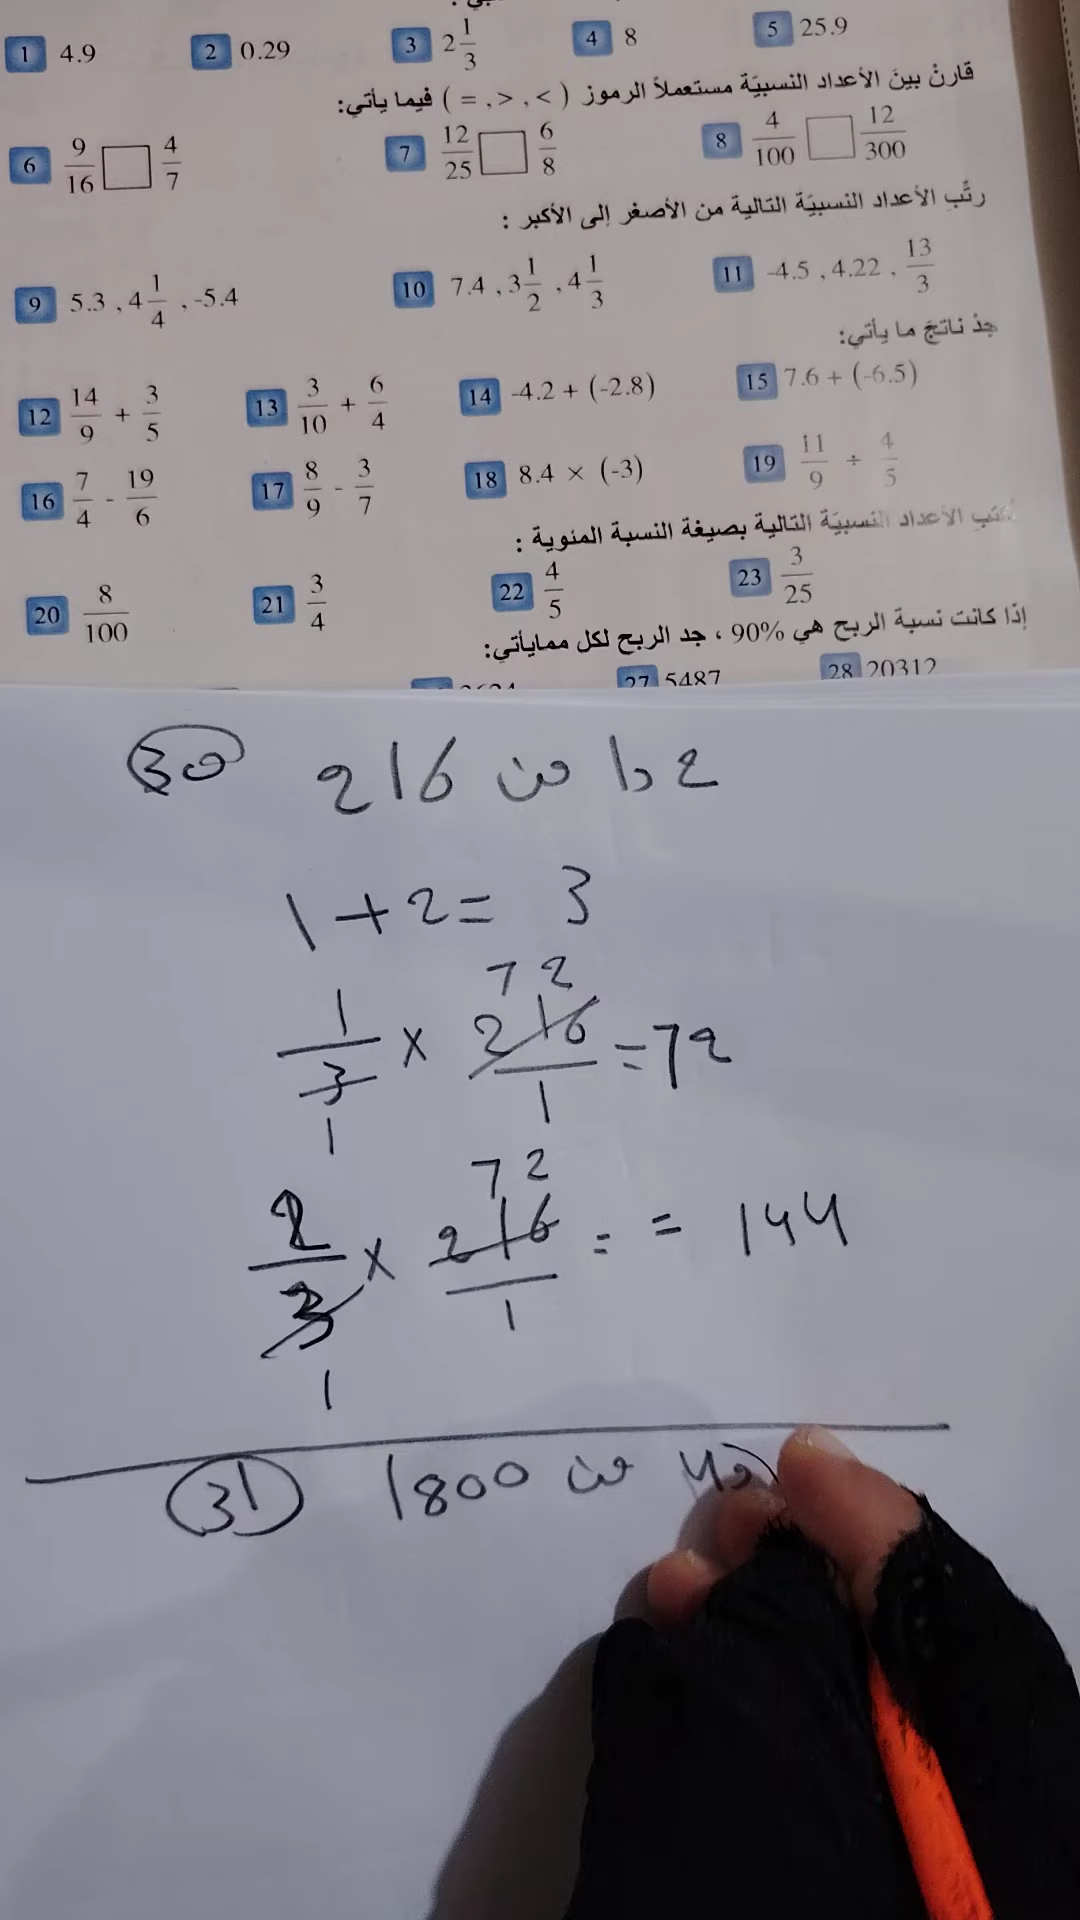 1 4.9 2 0.29 3 2 1/3 4 8 5 25.9
قارنْ بينَ الأعداد النسبيّة مستعملاً الرموز ( > , < , = ) فيما يأتي:
6 9/16 □ 4/7 7 12/25 □ 6/8 8 4/100 □ 12/300
رتِّب الأعداد النسبيّة التالية من الأصغر إلى الأكبر :
9 5.3 , 4 1/4 , -5.4 10 7.4 , 3 1/2 , 4 1/3 11 -4.5 , 4.22 , 13/3
جدْ ناتجَ ما يأتي:
12 14/9 + 3/5 13 3/10 + 6/4 14 -4.2 + (-2.8) 15 7.6 + (-6.5)
16 7/4 - 19/6 17 8/9 - 3/7 18 8.4 × (-3) 19 11/9 ÷ 4/5
الأعداد النسبيّة التالية بصيغة النسبة المئوية :
20 8/100 21 3/4 22 4/5 23 3/25
إذا كانت نسبة الربح هي 90% ، جد الربح لكل ممايأتي:
27 5487 28 20312
30 216 من
1 + 2 = 3
72
1/3 × 216/1 = 72
1
72
2/3 × 216/1 = = 144
1
31 1800 من